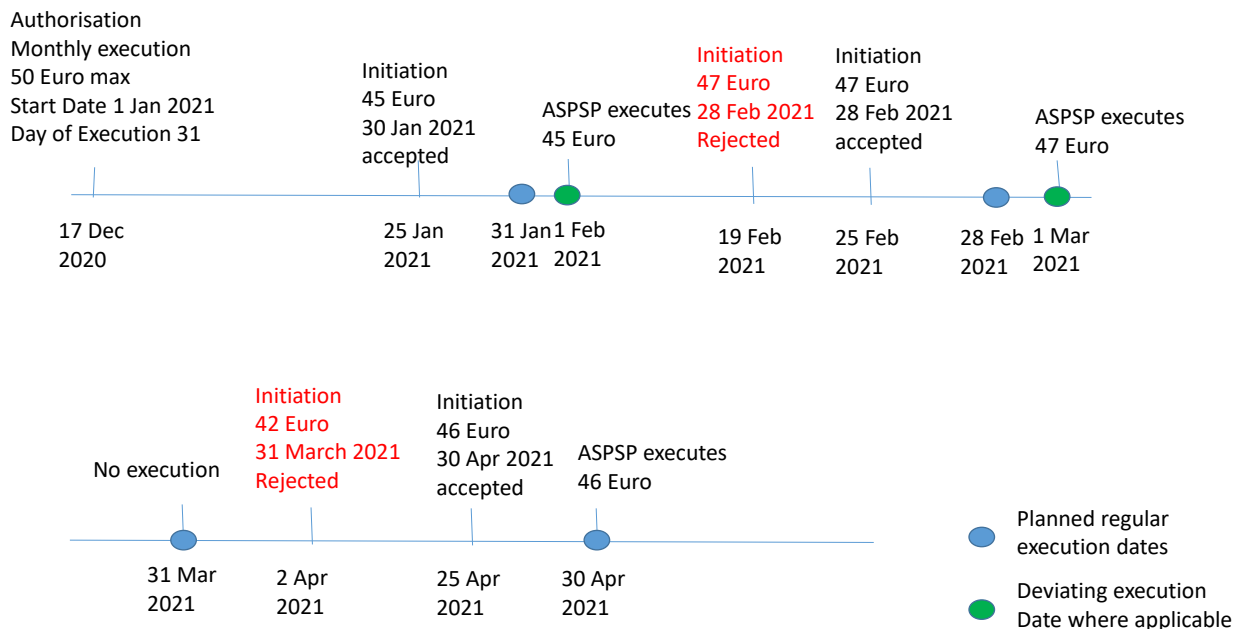 Authorisation
Monthly execution
50 Euro max
Start Date 1 Jan 2021
Day of Execution 31
Initiation
45 Euro
30 Jan 2021
accepted
ASPSP executes
45 Euro
Initiation
47 Euro
28 Feb 2021
Rejected
Initiation
47 Euro
28 Feb 2021
accepted
ASPSP executes
47 Euro
17 Dec
2020
25 Jan
2021
31 Jan
2021
1 Feb
2021
19 Feb
2021
25 Feb
2021
28 Feb
2021
1 Mar
2021
No execution
Initiation
42 Euro
31 March 2021
Rejected
Initiation
46 Euro
30 Apr 2021
accepted
ASPSP executes
46 Euro
31 Mar
2021
2 Apr
2021
25 Apr
2021
30 Apr
2021
Planned regular
execution dates
Deviating execution
Date where applicable